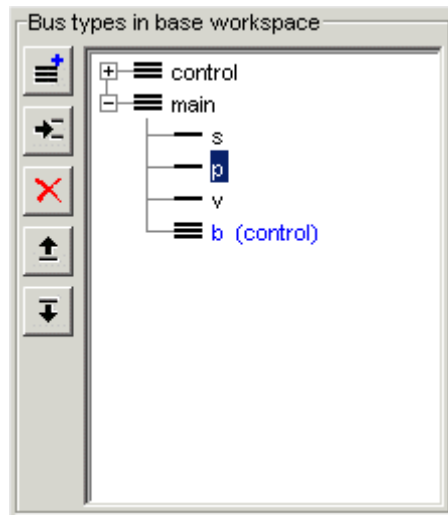 Bus types in base workspace
control
main
s
p
v
b (control)